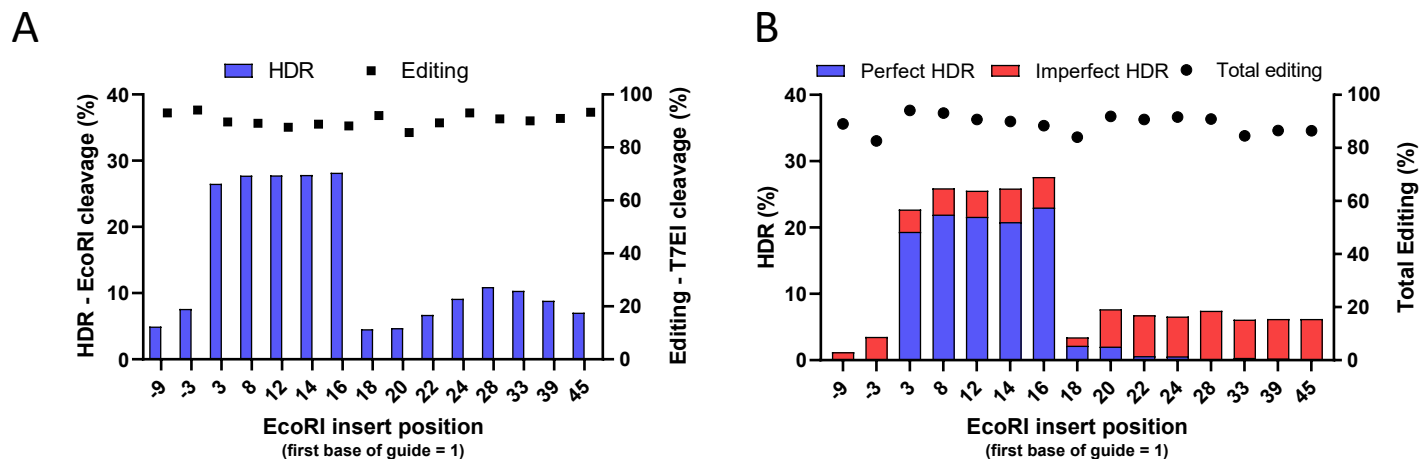 A
HDR
Editing
HDR - EcoRI cleavage (%)
40
30
20
10
0
100
80
60
40
20
0
Editing - T7EI cleavage (%)
-9 -3 3 8 12 14 16 18 20 22 24 28 33 39 45
EcoRI insert position
(first base of guide = 1)
B
Perfect HDR
Imperfect HDR
Total editing
HDR (%)
40
30
20
10
0
100
80
60
40
20
0
Total Editing (%)
-9 -3 3 8 12 14 16 18 20 22 24 28 33 39 45
EcoRI insert position
(first base of guide = 1)